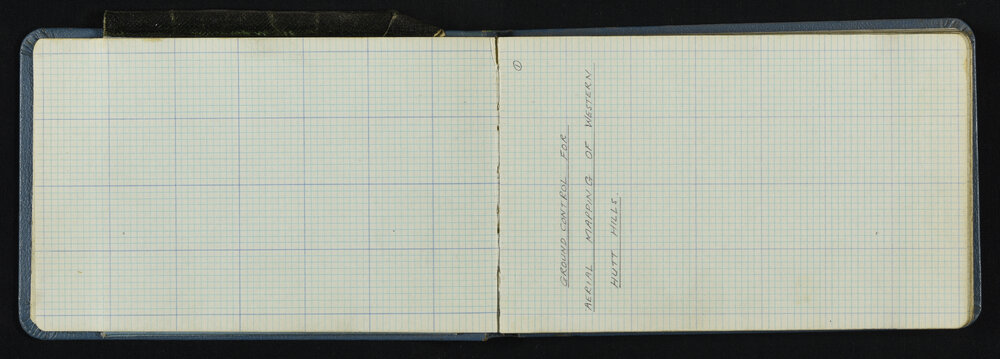 ①
GROUND CONTROL FOR
AERIAL MAPPING OF WESTERN
HUTT HILLS.